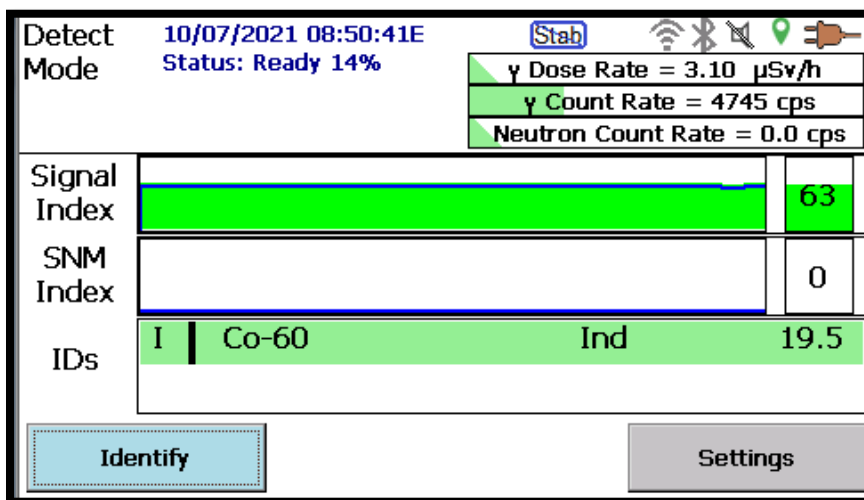 Detect Mode
10/07/2021 08:50:41E
Status: Ready 14%
Stab
γ Dose Rate = 3.10 µSv/h
γ Count Rate = 4745 cps
Neutron Count Rate = 0.0 cps
Signal Index
63
SNM Index
0
IDs
I Co-60 Ind 19.5
Identify
Settings